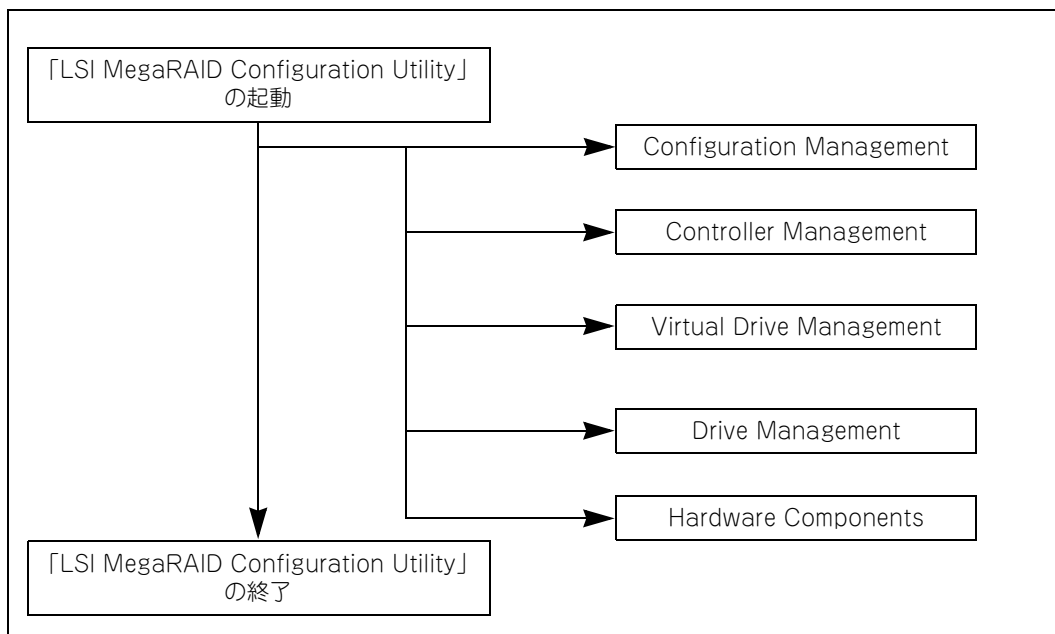 「LSI MegaRAID Configuration Utility」
の起動
Configuration Management
Controller Management
Virtual Drive Management
Drive Management
Hardware Components
「LSI MegaRAID Configuration Utility」
の終了